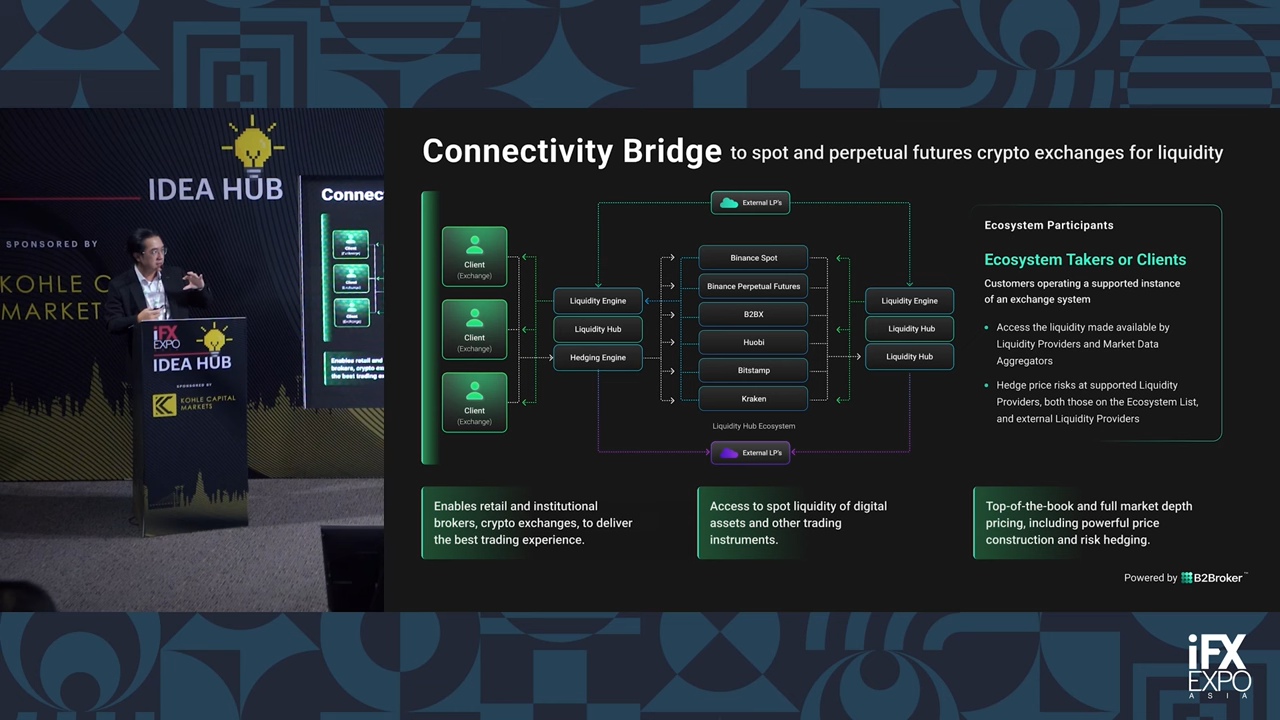 IDEA HUB
SPONSORED BY
KOHLE C
MARKET
iFX
EXPO
IDEA HUB
SPONSORED BY
KOHLE CAPITAL
MARKETS
Connec
Client
Client
Client
Enables retail and
brokers, crypto ex
the best trading
Connectivity Bridge to spot and perpetual futures crypto exchanges for liquidity
External LP's
Client
(Exchange)
Client
(Exchange)
Client
(Exchange)
Liquidity Engine
Liquidity Hub
Hedging Engine
Binance Spot
Binance Perpetual Futures
B2BX
Huobi
Bitstamp
Kraken
Liquidity Hub Ecosystem
External LP's
Liquidity Engine
Liquidity Hub
Liquidity Hub
Ecosystem Participants
Ecosystem Takers or Clients
Customers operating a supported instance
of an exchange system
• Access the liquidity made available by
Liquidity Providers and Market Data
Aggregators
• Hedge price risks at supported Liquidity
Providers, both those on the Ecosystem List,
and external Liquidity Providers
Enables retail and institutional
brokers, crypto exchanges, to deliver
the best trading experience.
Access to spot liquidity of digital
assets and other trading
instruments.
Top-of-the-book and full market depth
pricing, including powerful price
construction and risk hedging.
Powered by B2Broker™
iFX
EXPO
ASIA